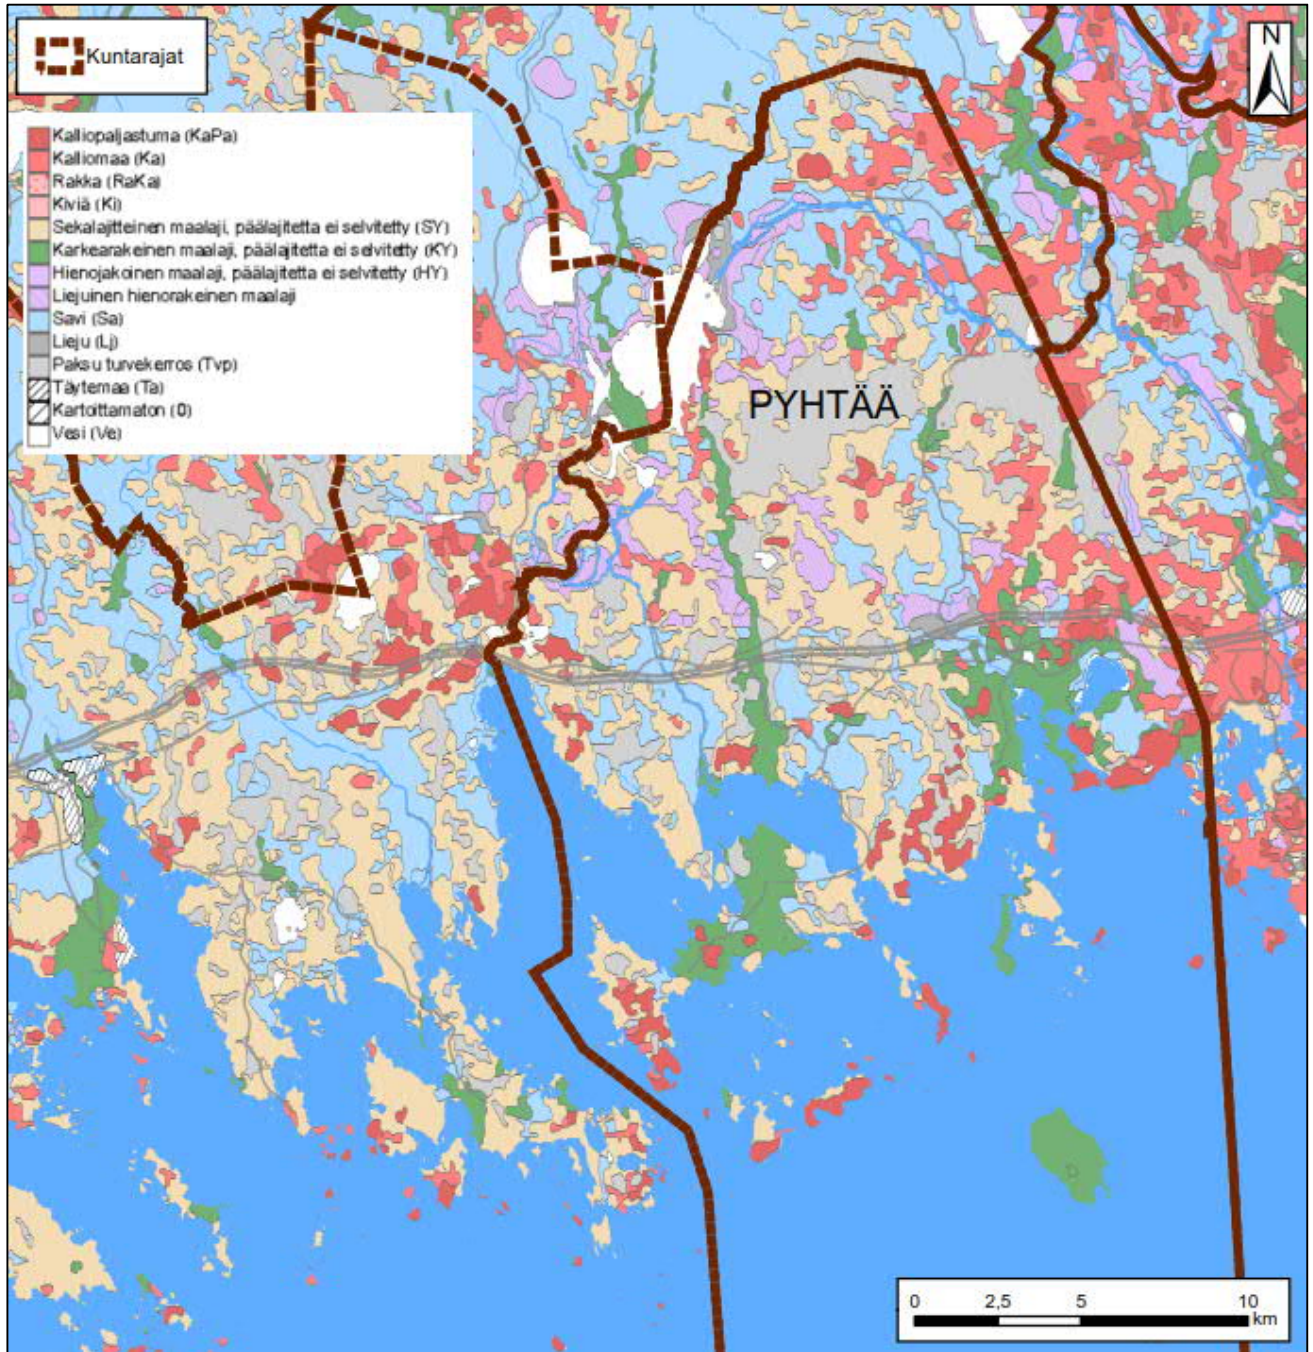 Kuntarajat
N
Kalliopaljastuma (KaPa)
Kalliomaa (Ka)
Rakka (RaKa)
Kiviä (Ki)
Sekalajitteinen maalaji, päälajitetta ei selvitetty (SY)
Karkearakeinen maalaji, päälajitetta ei selvitetty (KY)
Hienojakoinen maalaji, päälajitetta ei selvitetty (HY)
Liejuinen hienorakeinen maalaji
Savi (Sa)
Lieju (Lj)
Paksu turvekerros (Tvp)
Täytemaa (Ta)
Kartoittamaton (0)
Vesi (Ve)
PYHTÄÄ
0 2,5 5 10
km